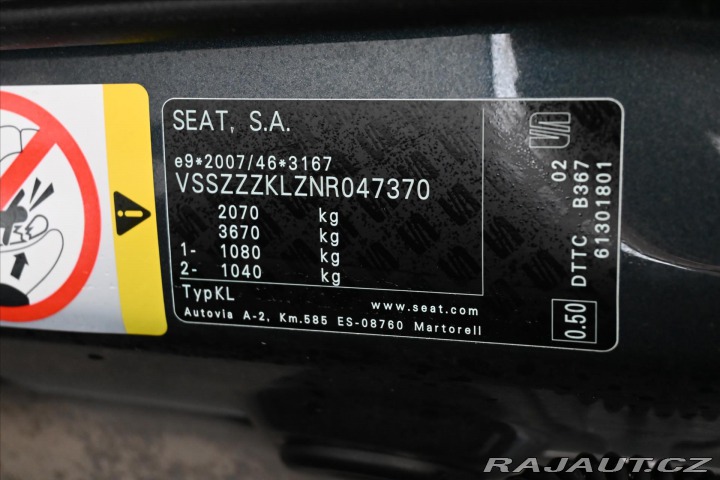 SEAT, S.A.
e9*2007/46*3167
VSSZZZKLZNR047370
2070 kg
3670 kg
1- 1080 kg
2- 1040 kg
TypKL
www.seat.com
Autovia A-2, Km.585 ES-08760 Martorell
02
DTTC B367
61301801
0.50
RAJAUT.CZ